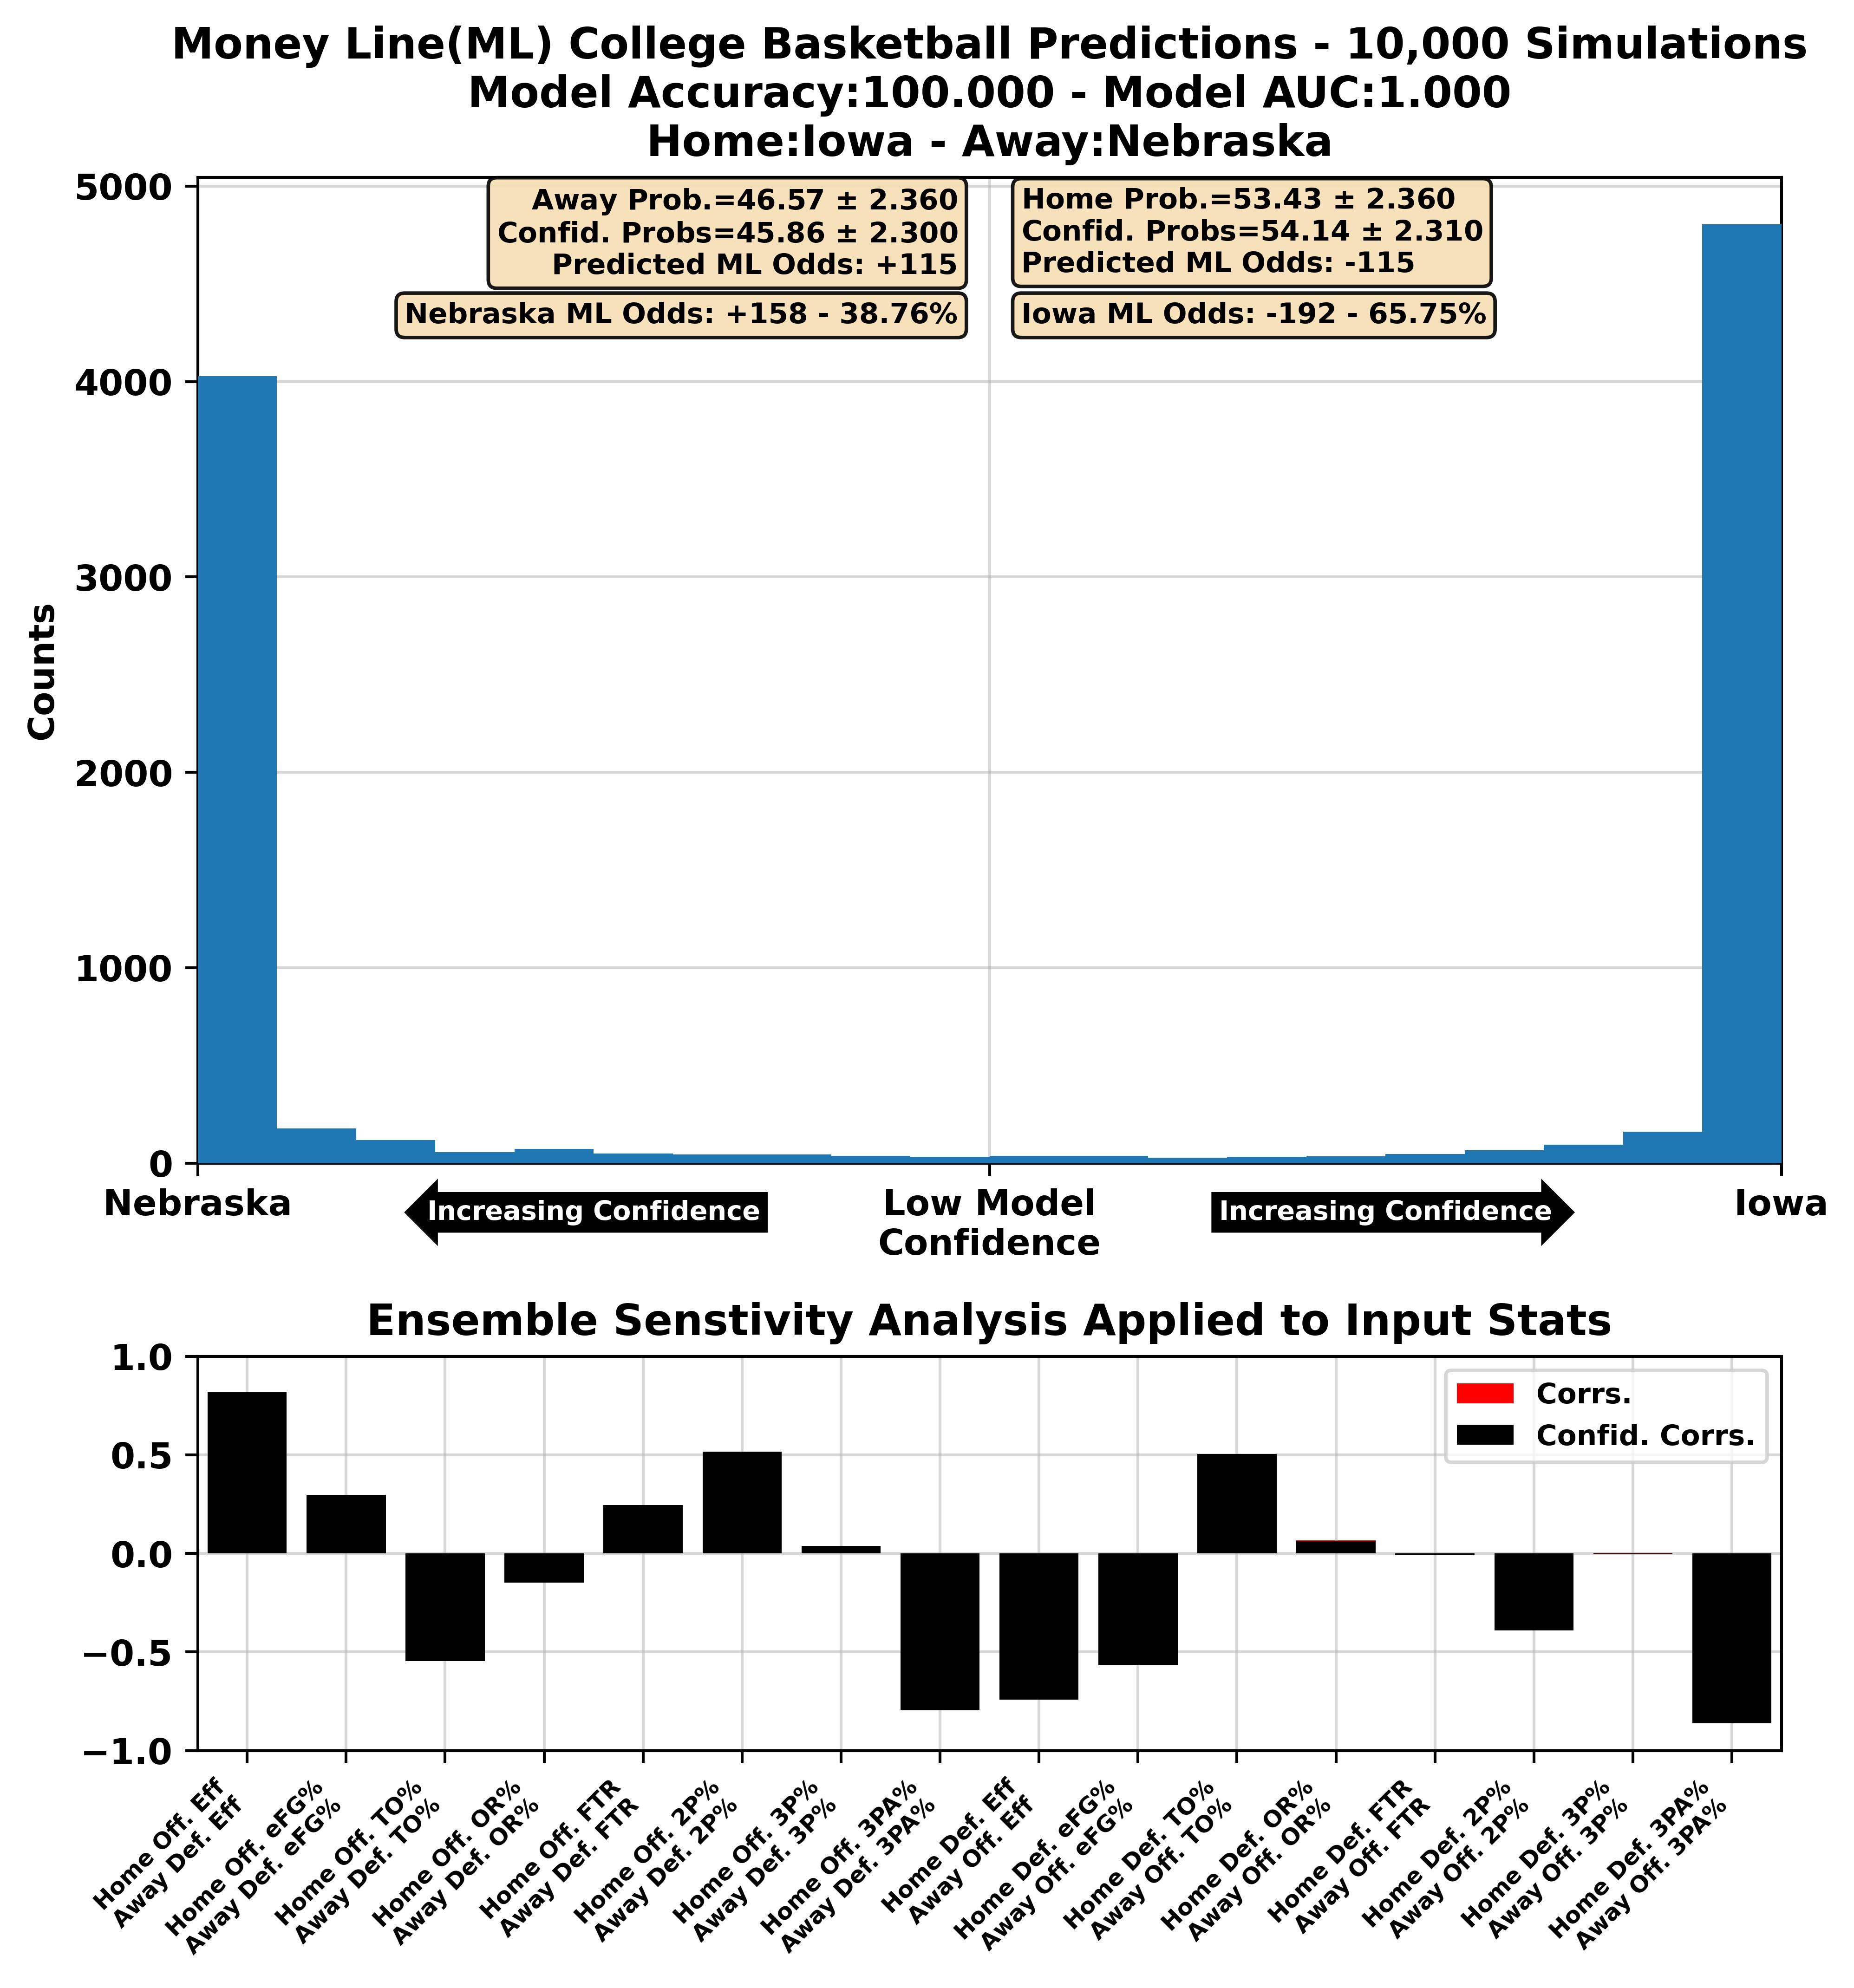 Money Line(ML) College Basketball Predictions - 10,000 Simulations
Model Accuracy:100.000 - Model AUC:1.000
Home:Iowa - Away:Nebraska
Away Prob.=46.57 ± 2.360
Confid. Probs=45.86 ± 2.300
Predicted ML Odds: +115
Nebraska ML Odds: +158 - 38.76%
Home Prob.=53.43 ± 2.360
Confid. Probs=54.14 ± 2.310
Predicted ML Odds: -115
Iowa ML Odds: -192 - 65.75%
5000
4000
3000
2000
1000
0
Counts
Nebraska
Increasing Confidence
Low Model
Confidence
Increasing Confidence
Iowa
Ensemble Senstivity Analysis Applied to Input Stats
1.0
0.5
0.0
−0.5
−1.0
Corrs.
Confid. Corrs.
Home Off. Eff
Away Def. Eff
Home Off. eFG%
Away Def. eFG%
Home Off. TO%
Away Def. TO%
Home Off. OR%
Away Def. OR%
Home Off. FTR
Away Def. FTR
Home Off. 2P%
Away Def. 2P%
Home Off. 3P%
Away Def. 3P%
Home Off. 3PA%
Away Def. 3PA%
Home Def. Eff
Away Off. Eff
Home Def. eFG%
Away Off. eFG%
Home Def. TO%
Away Off. TO%
Home Def. OR%
Away Off. OR%
Home Def. FTR
Away Off. FTR
Home Def. 2P%
Away Off. 2P%
Home Def. 3P%
Away Off. 3P%
Home Def. 3PA%
Away Off. 3PA%